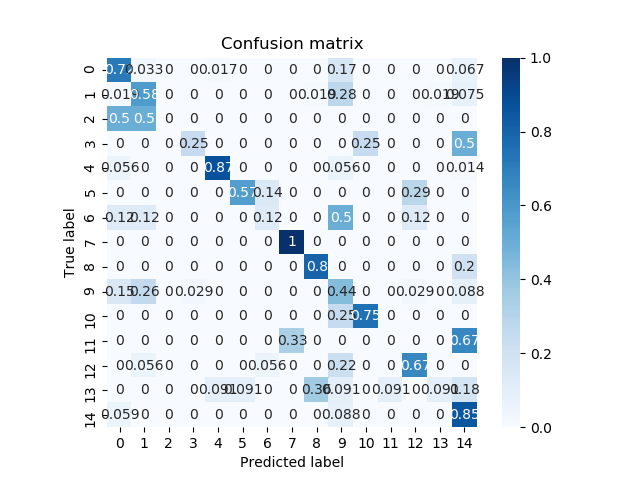 Confusion matrix
0 0.72 0.033 0 0 0.017 0 0 0 0 0.17 0 0 0 0 0.067
1 0.019 0.58 0 0 0 0 0 0 0.019 0.28 0 0 0 0.019 0.075
2 0.5 0.5 0 0 0 0 0 0 0 0 0 0 0 0 0
3 0 0 0 0.25 0 0 0 0 0 0 0.25 0 0 0 0.5
4 0.056 0 0 0 0.87 0 0 0 0 0.056 0 0 0 0 0.014
5 0 0 0 0 0 0.57 0.14 0 0 0 0 0 0.29 0 0
6 0.12 0.12 0 0 0 0 0.12 0 0 0.5 0 0 0.12 0 0
7 0 0 0 0 0 0 0 1 0 0 0 0 0 0 0
8 0 0 0 0 0 0 0 0 0.8 0 0 0 0 0 0.2
9 0.15 0.26 0 0.029 0 0 0 0 0 0.44 0 0 0.029 0 0.088
10 0 0 0 0 0 0 0 0 0 0.25 0.75 0 0 0 0
11 0 0 0 0 0 0 0 0.33 0 0 0 0 0 0 0.67
12 0 0.056 0 0 0 0 0.056 0 0 0.22 0 0 0.67 0 0
13 0 0 0 0 0.091 0.091 0 0 0.36 0.091 0 0.091 0 0.091 0.18
14 0.059 0 0 0 0 0 0 0 0 0.088 0 0 0 0 0.85
0 1 2 3 4 5 6 7 8 9 10 11 12 13 14
Predicted label
True label
1.0
0.8
0.6
0.4
0.2
0.0